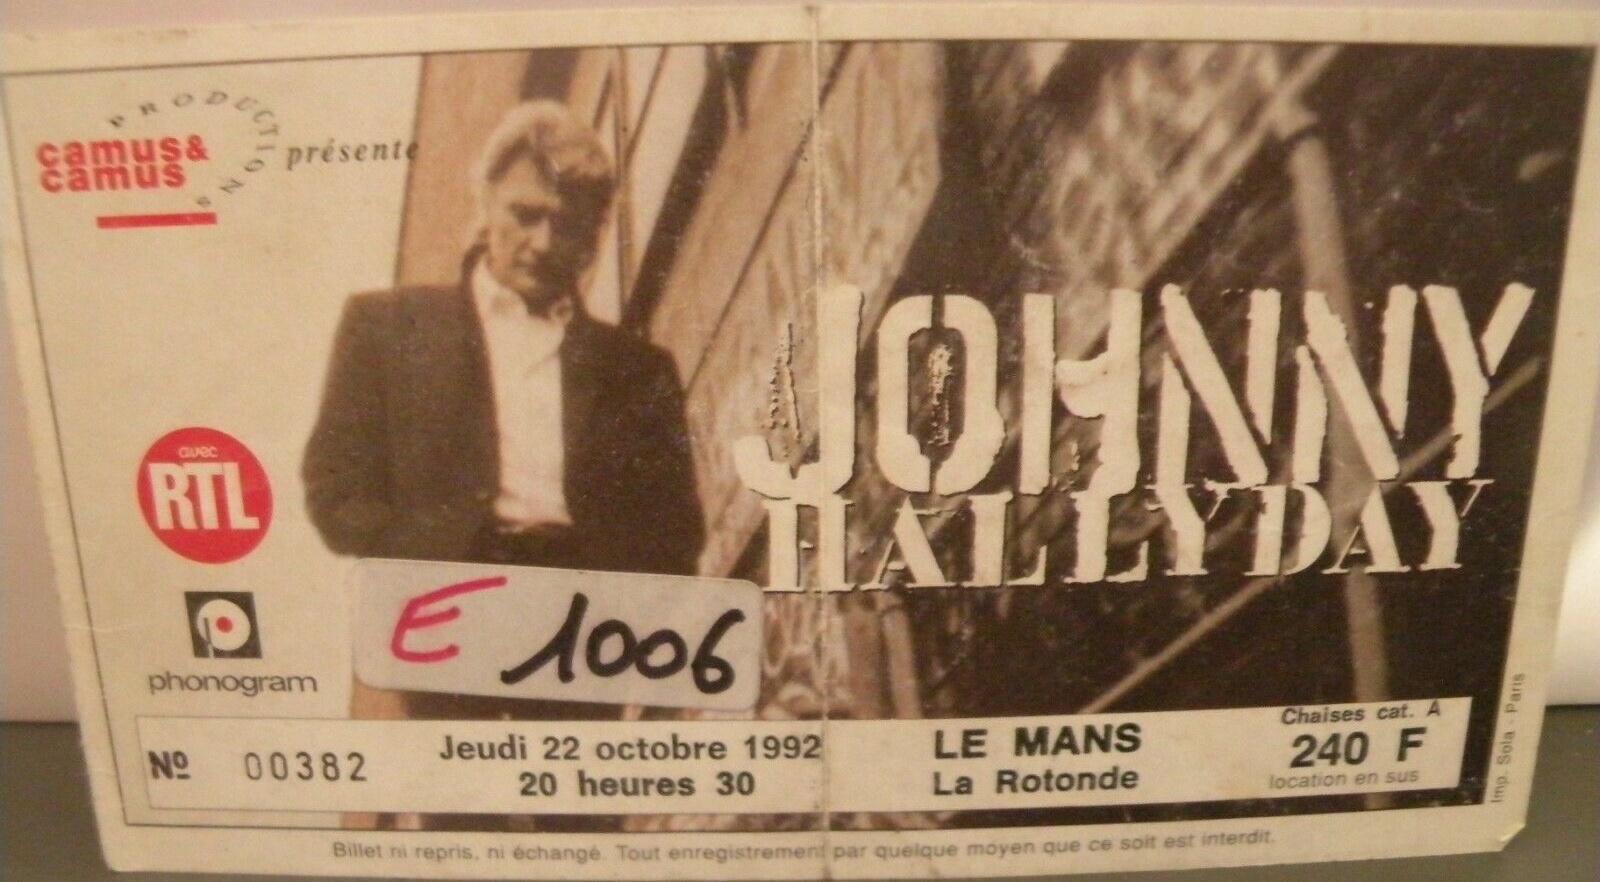 camus&
camus
PRODUCTIONS
présente
JOHNNY
HALLYDAY
avec
RTL
phonogram
E 1006
Nº 00382
Jeudi 22 octobre 1992
20 heures 30
LE MANS
La Rotonde
Chaises cat. A
240 F
location en sus
Imp. Sola - Paris
Billet ni repris, ni échangé. Tout enregistrement par quelque moyen que ce soit est interdit.